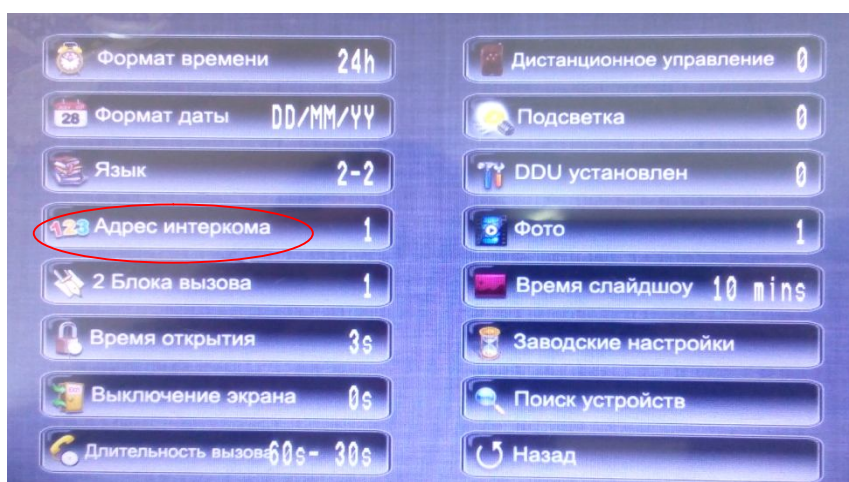 Формат времени 24h
Формат даты DD/MM/YY
Язык 2-2
123 Адрес интеркома 1
2 Блока вызова 1
Время открытия 3s
Выключение экрана 0s
Длительность вызова 60s- 30s
Дистанционное управление 0
Подсветка 0
DDU установлен 0
Фото 1
Время слайдшоу 10 mins
Заводские настройки
Поиск устройств
Назад